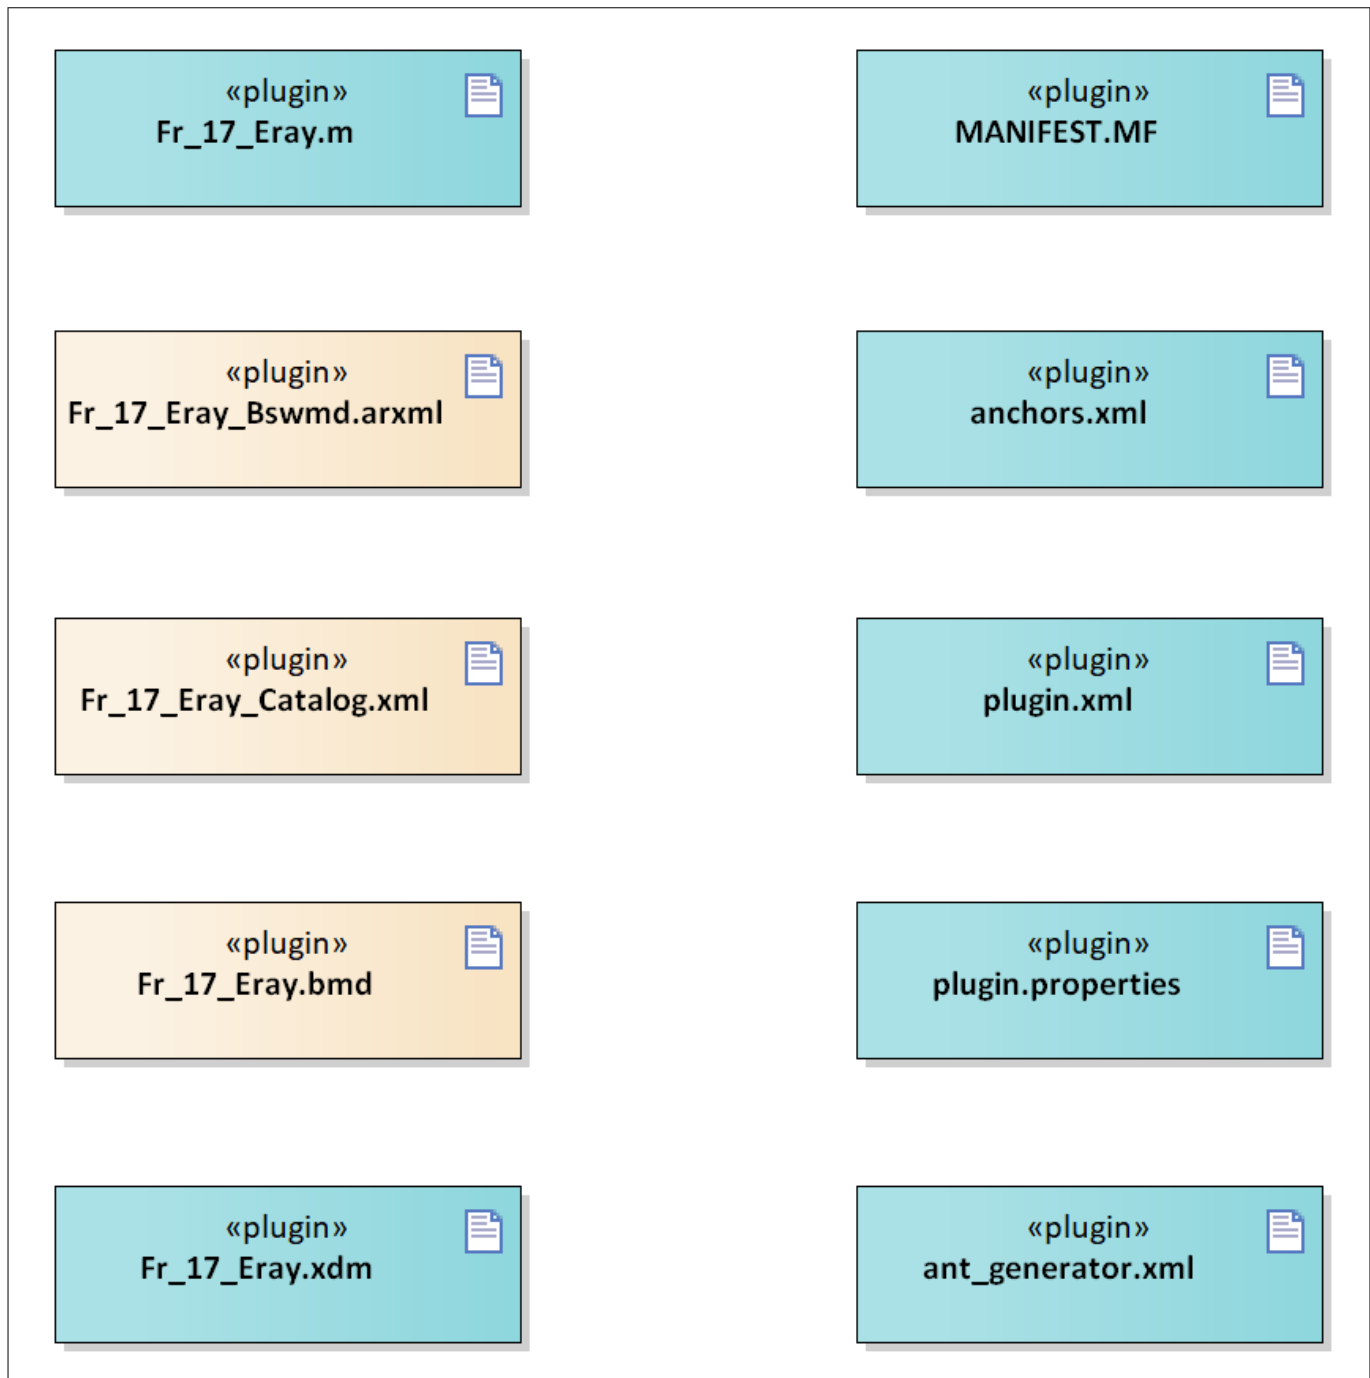 «plugin»
Fr_17_Eray.m
«plugin»
MANIFEST.MF
«plugin»
Fr_17_Eray_Bswmd.arxml
«plugin»
anchors.xml
«plugin»
Fr_17_Eray_Catalog.xml
«plugin»
plugin.xml
«plugin»
Fr_17_Eray.bmd
«plugin»
plugin.properties
«plugin»
Fr_17_Eray.xdm
«plugin»
ant_generator.xml